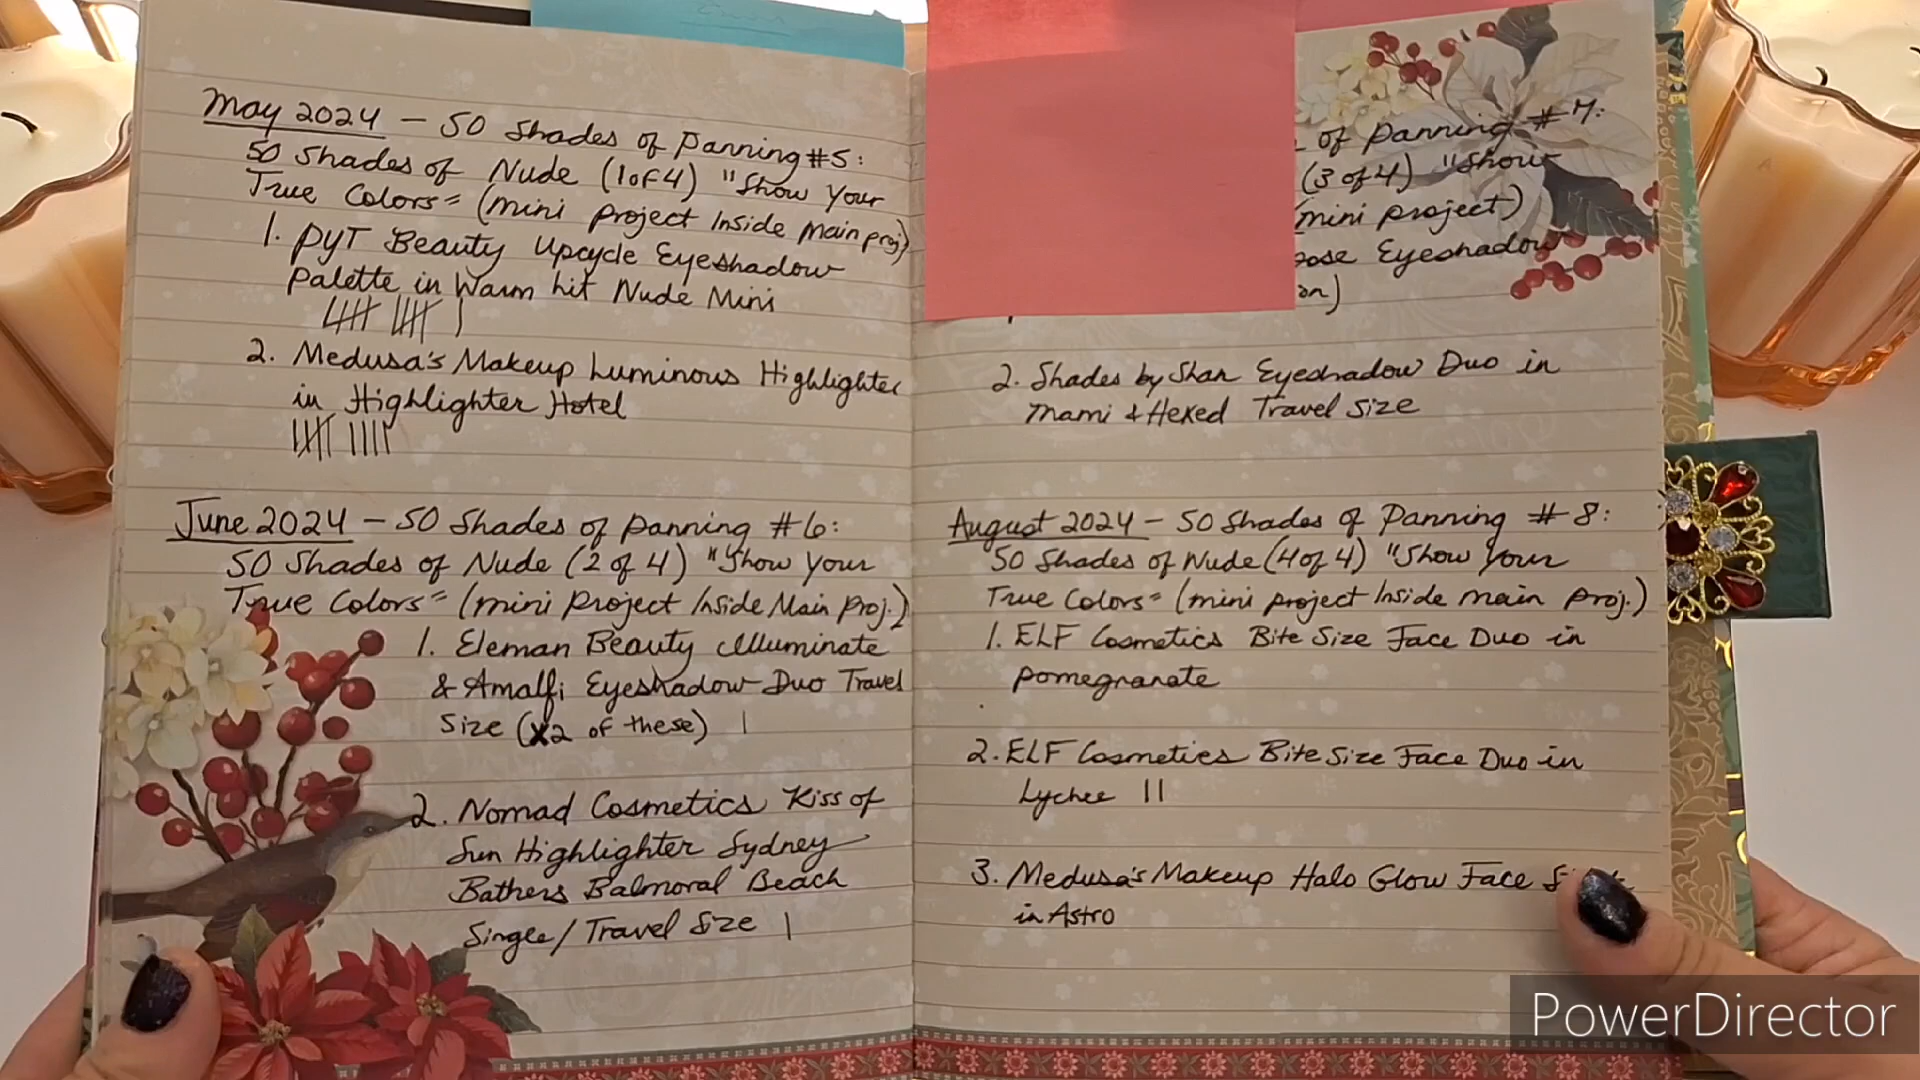 May 2024 – 50 Shades of Panning #5:
50 Shades of Nude (1 of 4) "Show Your
True Colors" (mini project Inside Main proj)
1. PYT Beauty Upcycle Eyeshadow
Palette in Warm Lit Nude Mini
2. Medusa's Makeup Luminous Highlighter
in Highlighter Hotel
June 2024 – 50 Shades of Panning #6:
50 Shades of Nude (2 of 4) "Show Your
True Colors" (mini project Inside Main Proj.)
1. Eleman Beauty Illuminate
& Amalfi Eyeshadow Duo Travel
Size (x2 of these) |
2. Nomad Cosmetics Kiss of
Sun Highlighter Sydney
Bathers Balmoral Beach
Single/Travel Size |
of Panning #7:
(3 of 4) "Show
(mini project)
Eyeshadow
2. Shades by Shan Eyeshadow Duo in
Mami & Hexed Travel Size
August 2024 – 50 Shades of Panning #8:
50 Shades of Nude (4 of 4) "Show Your
True Colors" (mini project Inside main proj.)
1. ELF Cosmetics Bite Size Face Duo in
Pomegranate
2. ELF Cosmetics Bite Size Face Duo in
Lychee ||
3. Medusa's Makeup Halo Glow Face
in Astro
PowerDirector